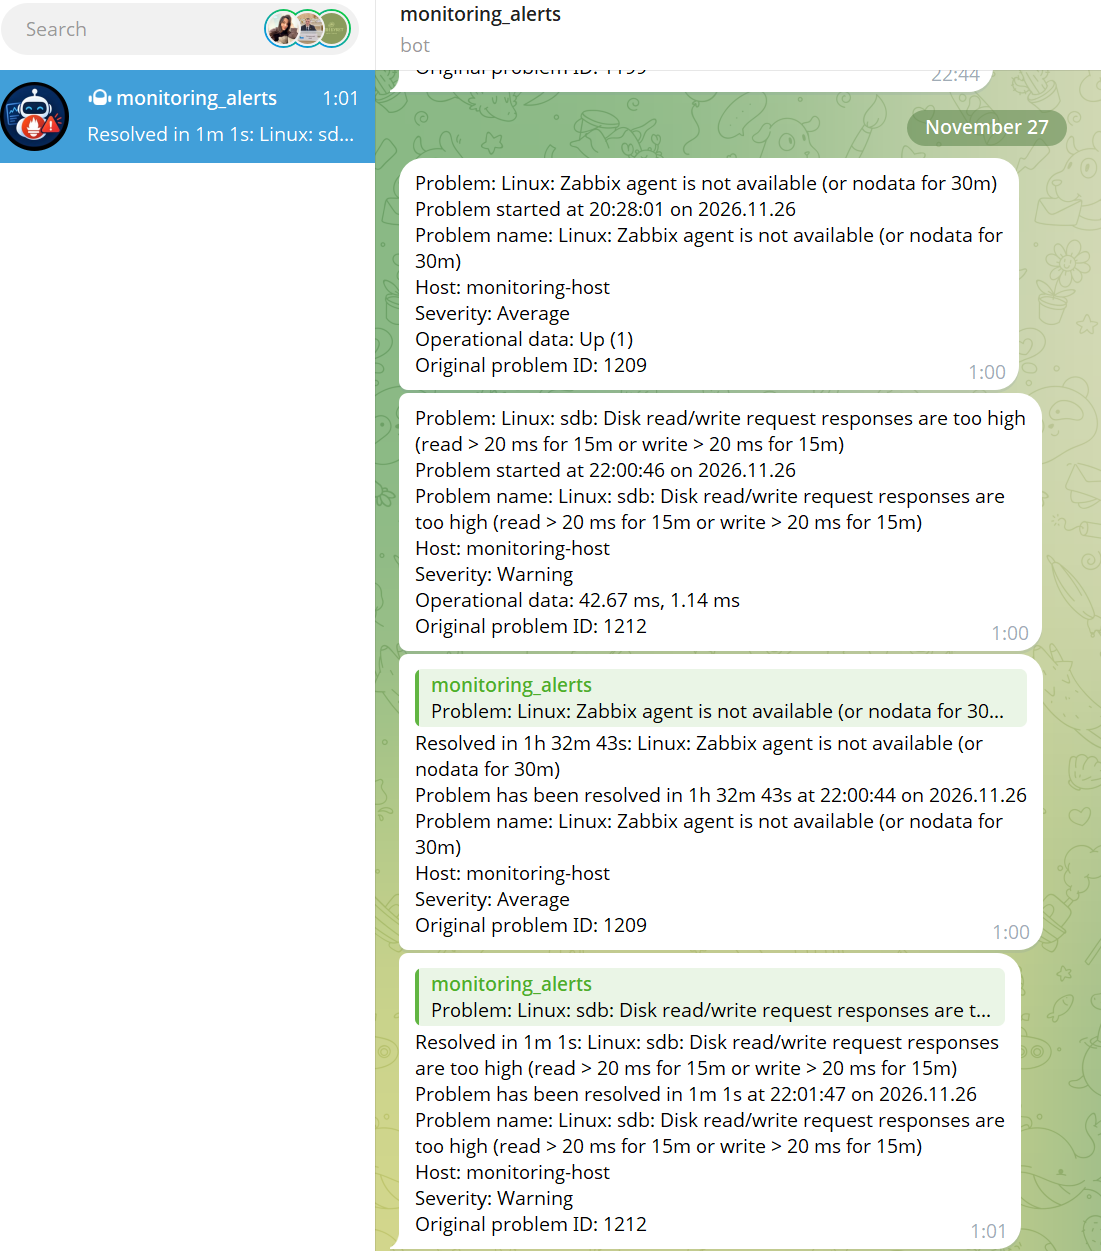 Search
monitoring_alerts
1:01
Resolved in 1m 1s: Linux: sd...
monitoring_alerts
bot
Original problem ID: 1199
22:44
November 27
Problem: Linux: Zabbix agent is not available (or nodata for 30m)
Problem started at 20:28:01 on 2026.11.26
Problem name: Linux: Zabbix agent is not available (or nodata for
30m)
Host: monitoring-host
Severity: Average
Operational data: Up (1)
Original problem ID: 1209
1:00
Problem: Linux: sdb: Disk read/write request responses are too high
(read > 20 ms for 15m or write > 20 ms for 15m)
Problem started at 22:00:46 on 2026.11.26
Problem name: Linux: sdb: Disk read/write request responses are
too high (read > 20 ms for 15m or write > 20 ms for 15m)
Host: monitoring-host
Severity: Warning
Operational data: 42.67 ms, 1.14 ms
Original problem ID: 1212
1:00
monitoring_alerts
Problem: Linux: Zabbix agent is not available (or nodata for 30...
Resolved in 1h 32m 43s: Linux: Zabbix agent is not available (or
nodata for 30m)
Problem has been resolved in 1h 32m 43s at 22:00:44 on 2026.11.26
Problem name: Linux: Zabbix agent is not available (or nodata for
30m)
Host: monitoring-host
Severity: Average
Original problem ID: 1209
1:00
monitoring_alerts
Problem: Linux: sdb: Disk read/write request responses are t...
Resolved in 1m 1s: Linux: sdb: Disk read/write request responses
are too high (read > 20 ms for 15m or write > 20 ms for 15m)
Problem has been resolved in 1m 1s at 22:01:47 on 2026.11.26
Problem name: Linux: sdb: Disk read/write request responses are
too high (read > 20 ms for 15m or write > 20 ms for 15m)
Host: monitoring-host
Severity: Warning
Original problem ID: 1212
1:01